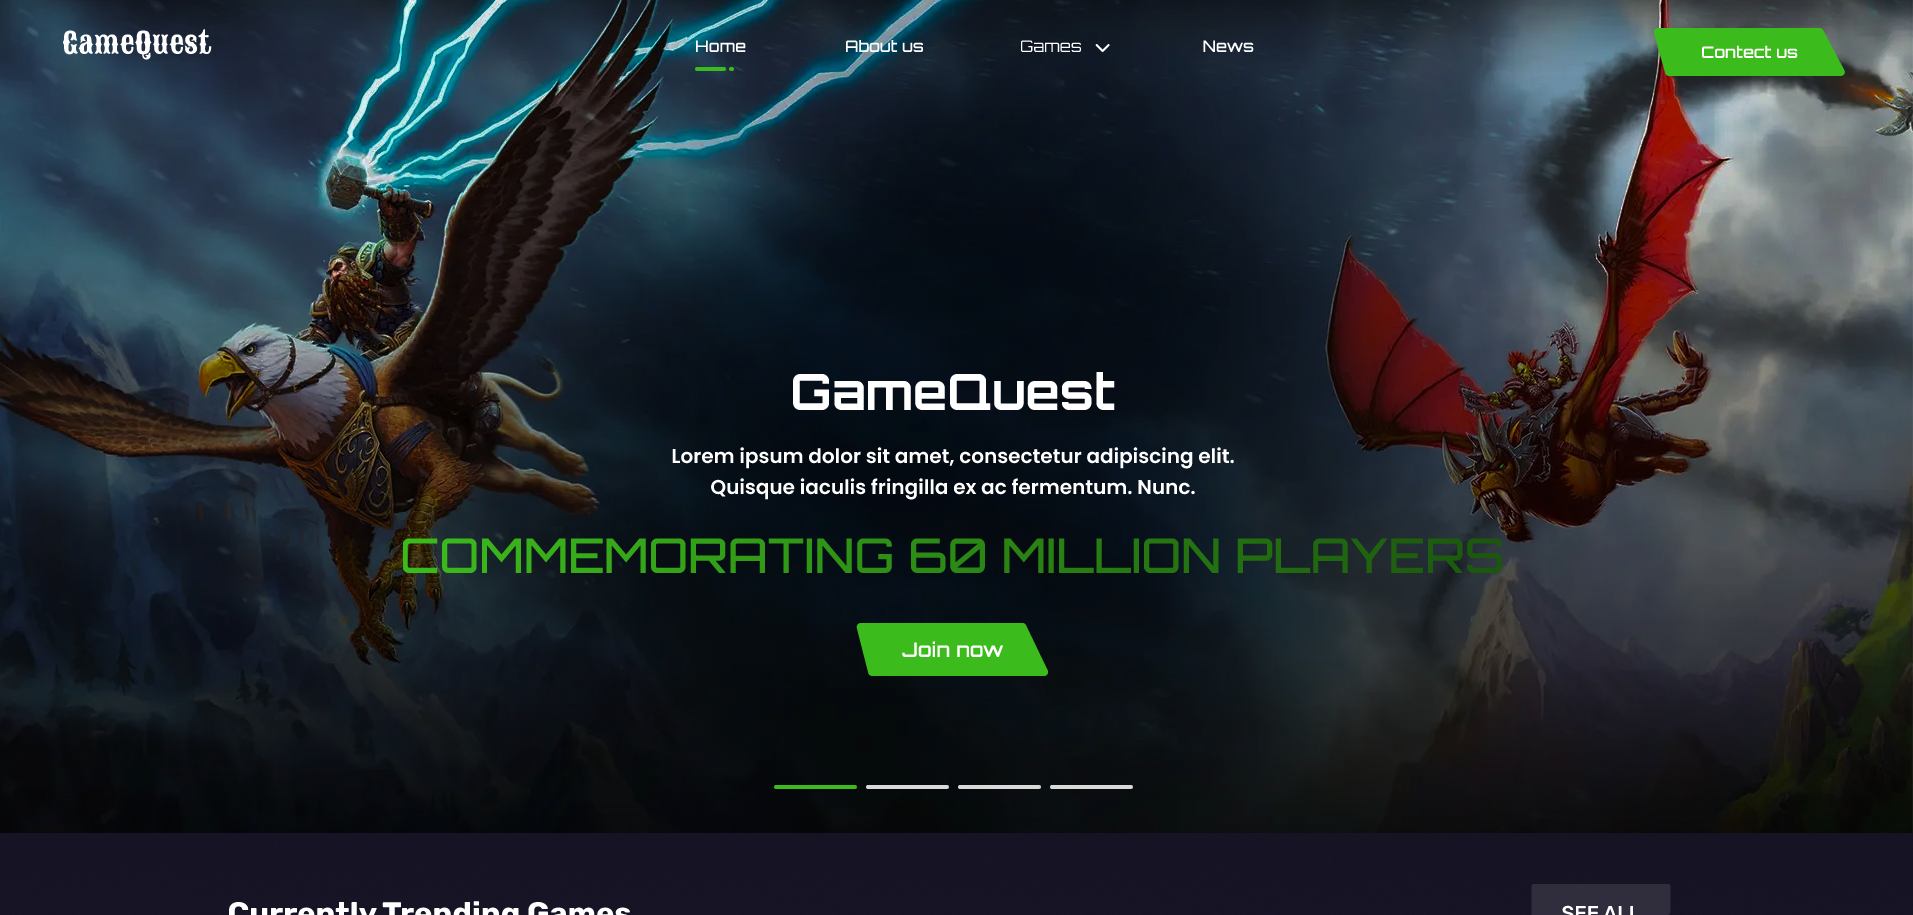 GameQuest
Home
About us
Games
News
Contect us
GameQuest
Lorem ipsum dolor sit amet, consectetur adipiscing elit.
Quisque iaculis fringilla ex ac fermentum. Nunc.
COMMEMORATING 60 MILLION PLAYERS
Join now
Currently Trending Games
SEE ALL